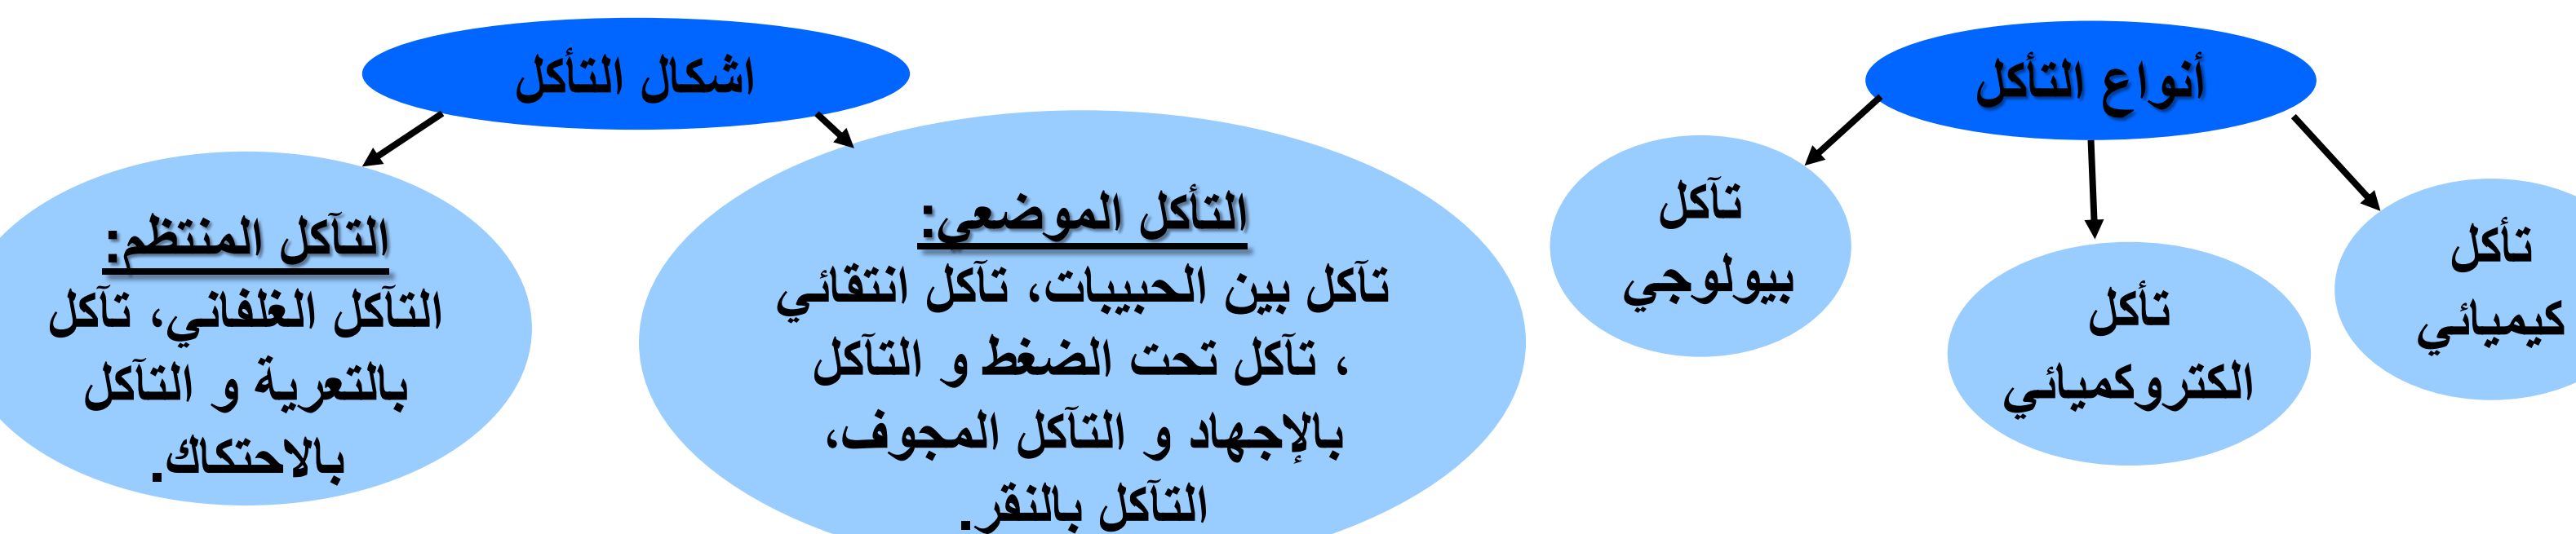 أنواع التأكل
تأكل
كيميائي
تأكل
الكتروكميائي
تآكل
بيولوجي
اشكال التأكل
التأكل الموضعي:
تآكل بين الحبيبات، تآكل انتقائي
، تآكل تحت الضغط و التآكل
بالإجهاد و التآكل المجوف،
التآكل بالنقر.
التآكل المنتظم:
التآكل الغلفاني، تآكل
بالتعرية و التآكل
بالاحتكاك.